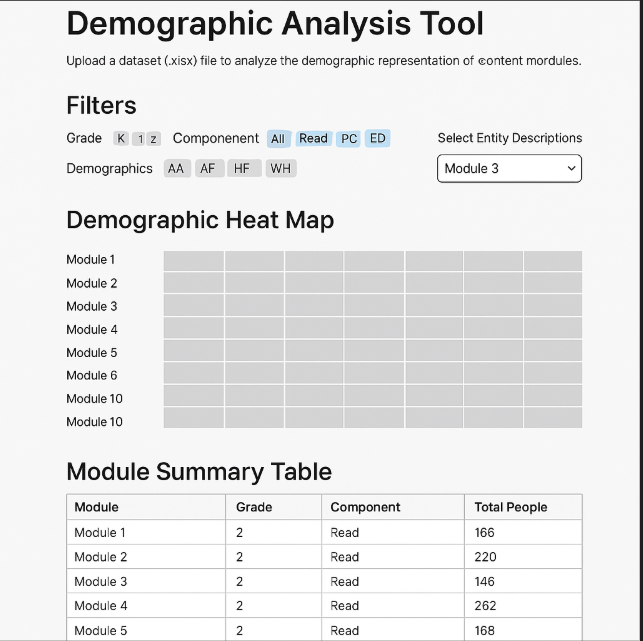 Demographic Analysis Tool
Upload a dataset (.xisx) file to analyze the demographic representation of content mordules.
Filters
Grade K 1 z Componenent All Read PC ED Select Entity Descriptions
Demographics AA AF HF WH Module 3
Demographic Heat Map
Module 1
Module 2
Module 3
Module 4
Module 5
Module 6
Module 10
Module 10
Module Summary Table
Module Grade Component Total People
Module 1 2 Read 166
Module 2 2 Read 220
Module 3 2 Read 146
Module 4 2 Read 262
Module 5 2 Read 168